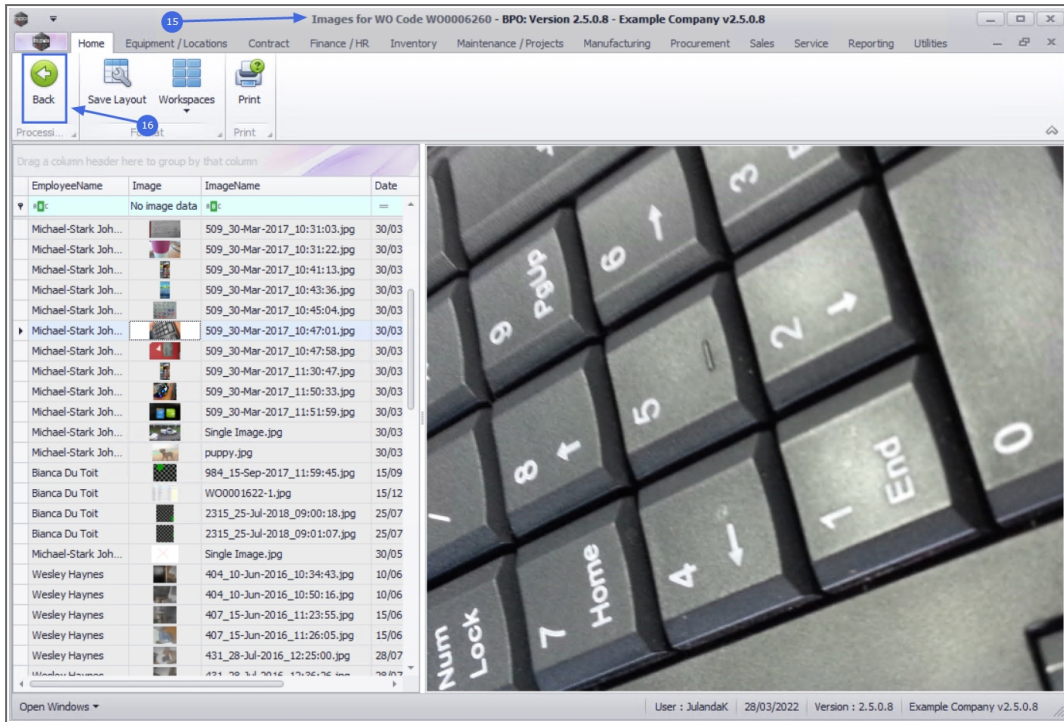 15
Images for WO Code WO0006260 - BPO: Version 2.5.0.8 - Example Company v2.5.0.8
Home Equipment / Locations Contract Finance / HR Inventory Maintenance / Projects Manufacturing Procurement Sales Service Reporting Utilities
Back Save Layout Workspaces Print
16
Processi... Format Print
Drag a column header here to group by that column
EmployeeName Image ImageName Date
No image data =
Michael-Stark Joh... 509_30-Mar-2017_10:31:03.jpg 30/03
Michael-Stark Joh... 509_30-Mar-2017_10:31:22.jpg 30/03
Michael-Stark Joh... 509_30-Mar-2017_10:41:13.jpg 30/03
Michael-Stark Joh... 509_30-Mar-2017_10:43:36.jpg 30/03
Michael-Stark Joh... 509_30-Mar-2017_10:45:04.jpg 30/03
Michael-Stark Joh... 509_30-Mar-2017_10:47:01.jpg 30/03
Michael-Stark Joh... 509_30-Mar-2017_10:47:58.jpg 30/03
Michael-Stark Joh... 509_30-Mar-2017_11:30:47.jpg 30/03
Michael-Stark Joh... 509_30-Mar-2017_11:50:33.jpg 30/03
Michael-Stark Joh... 509_30-Mar-2017_11:51:59.jpg 30/03
Michael-Stark Joh... Single Image.jpg 30/03
Michael-Stark Joh... puppy.jpg 30/03
Bianca Du Toit 984_15-Sep-2017_11:59:45.jpg 15/09
Bianca Du Toit WO0001622-1.jpg 15/12
Bianca Du Toit 2315_25-Jul-2018_09:00:18.jpg 25/07
Bianca Du Toit 2315_25-Jul-2018_09:01:07.jpg 25/07
Michael-Stark Joh... Single Image.jpg 30/05
Wesley Haynes 404_10-Jun-2016_10:34:43.jpg 10/06
Wesley Haynes 404_10-Jun-2016_10:50:16.jpg 10/06
Wesley Haynes 407_15-Jun-2016_11:23:55.jpg 15/06
Wesley Haynes 407_15-Jun-2016_11:26:05.jpg 15/06
Wesley Haynes 431_28-Jul-2016_12:25:00.jpg 28/07
Wesley Haynes 431_28-Jul-2016_12:26:26.jpg 28/07
3
6
9 PgUp
2
5
8
0
1 End
4
7 Home
/
Num
Lock
Open Windows User : JulandaK 28/03/2022 Version : 2.5.0.8 Example Company v2.5.0.8